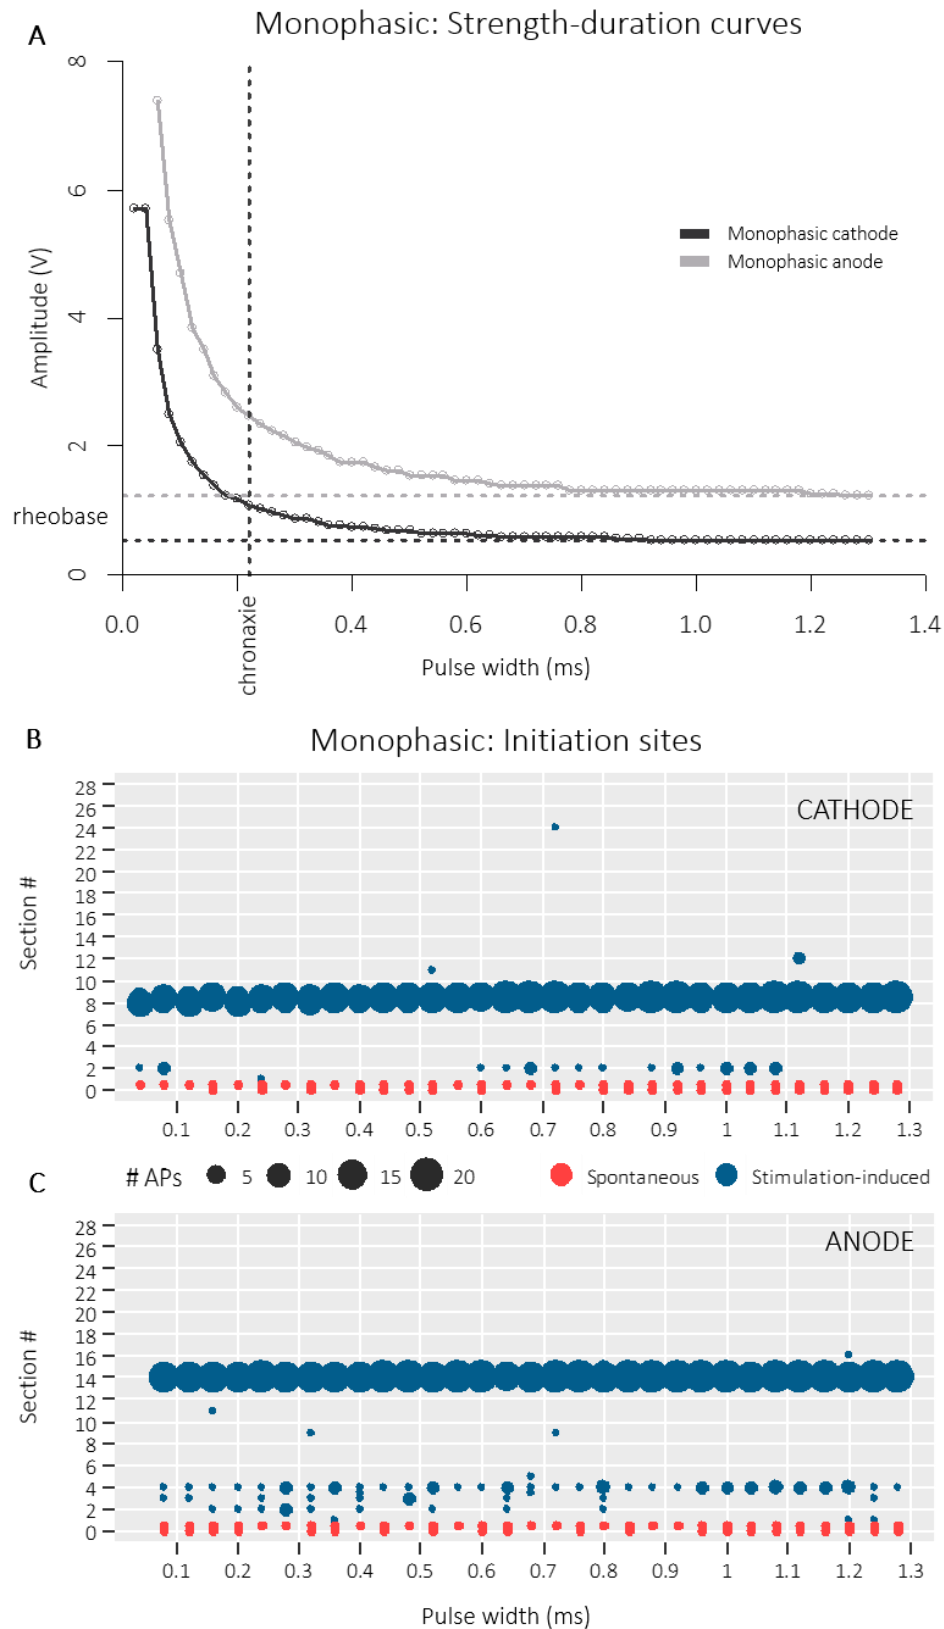 A
Monophasic: Strength-duration curves
8
6
4
2
0
Amplitude (V)
rheobase
Monophasic cathode
Monophasic anode
0.0 0.4 0.6 0.8 1.0 1.2 1.4
chronaxie
Pulse width (ms)
B
Monophasic: Initiation sites
CATHODE
28
26
24
22
20
18
16
14
12
10
8
6
4
2
0
Section #
0.1 0.2 0.3 0.4 0.5 0.6 0.7 0.8 0.9 1 1.1 1.2 1.3
# APs 5 10 15 20 Spontaneous Stimulation-induced
C
ANODE
28
26
24
22
20
18
16
14
12
10
8
6
4
2
0
Section #
0.1 0.2 0.3 0.4 0.5 0.6 0.7 0.8 0.9 1 1.1 1.2 1.3
Pulse width (ms)